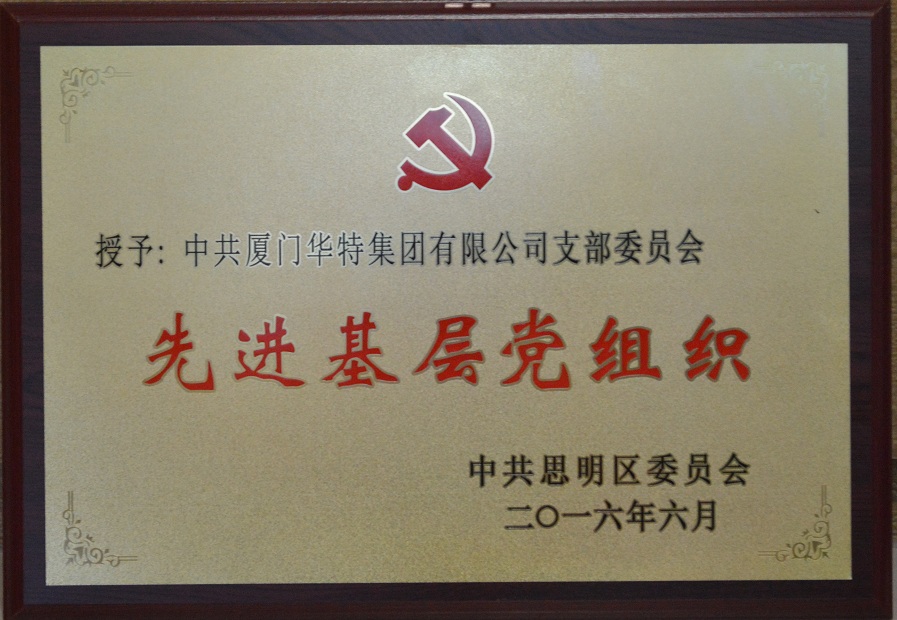 授予：中共厦门华特集团有限公司支部委员会
先进基层党组织
中共思明区委员会
二〇一六年六月